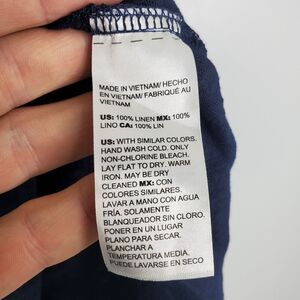 MADE IN VIETNAM/ HECHO
EN VIETNAM/ FABRIQUÉ AU
VIETNAM
US: 100% LINEN MX: 100%
LINO CA: 100% LIN
US: WITH SIMILAR COLORS.
HAND WASH COLD. ONLY
NON-CHLORINE BLEACH.
LAY FLAT TO DRY. WARM
IRON. MAY BE DRY
CLEANED MX: CON
COLORES SIMILARES.
LAVAR A MANO CON AGUA
FRÍA. SOLAMENTE
BLANQUEADOR SIN CLORO.
PONER EN UN LUGAR
PLANO PARA SECAR.
PLANCHAR A
TEMPERATURA MEDIA.
PUEDE LAVARSE EN SECO